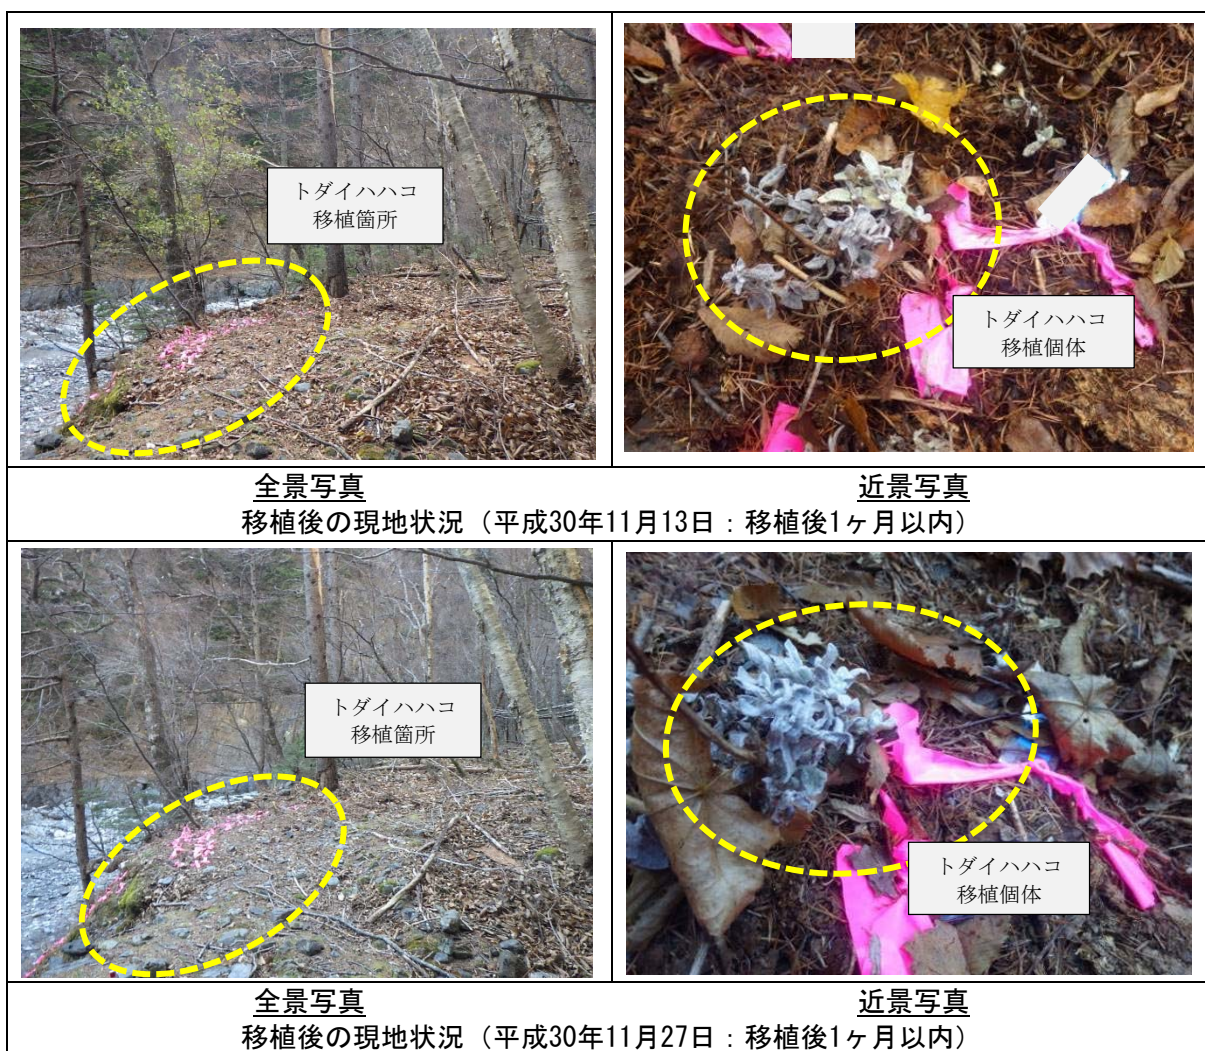 トダイハハコ
移植箇所
トダイハハコ
移植個体
全景写真
近景写真
移植後の現地状況（平成30年11月13日：移植後1ヶ月以内）
トダイハハコ
移植箇所
トダイハハコ
移植個体
全景写真
近景写真
移植後の現地状況（平成30年11月27日：移植後1ヶ月以内）